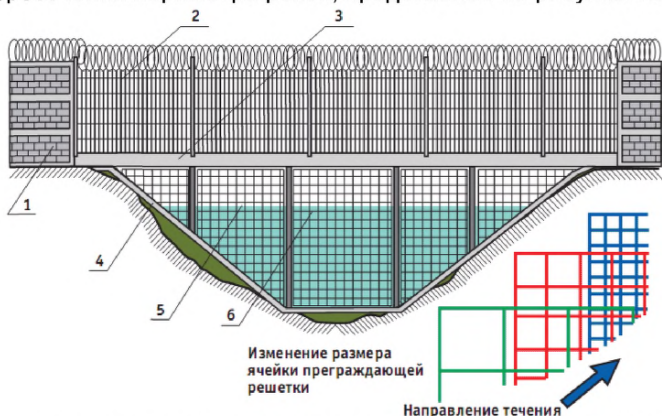 2
3
1
4
5
6
Изменение размера
ячейки преграждающей
решетки
Направление течения